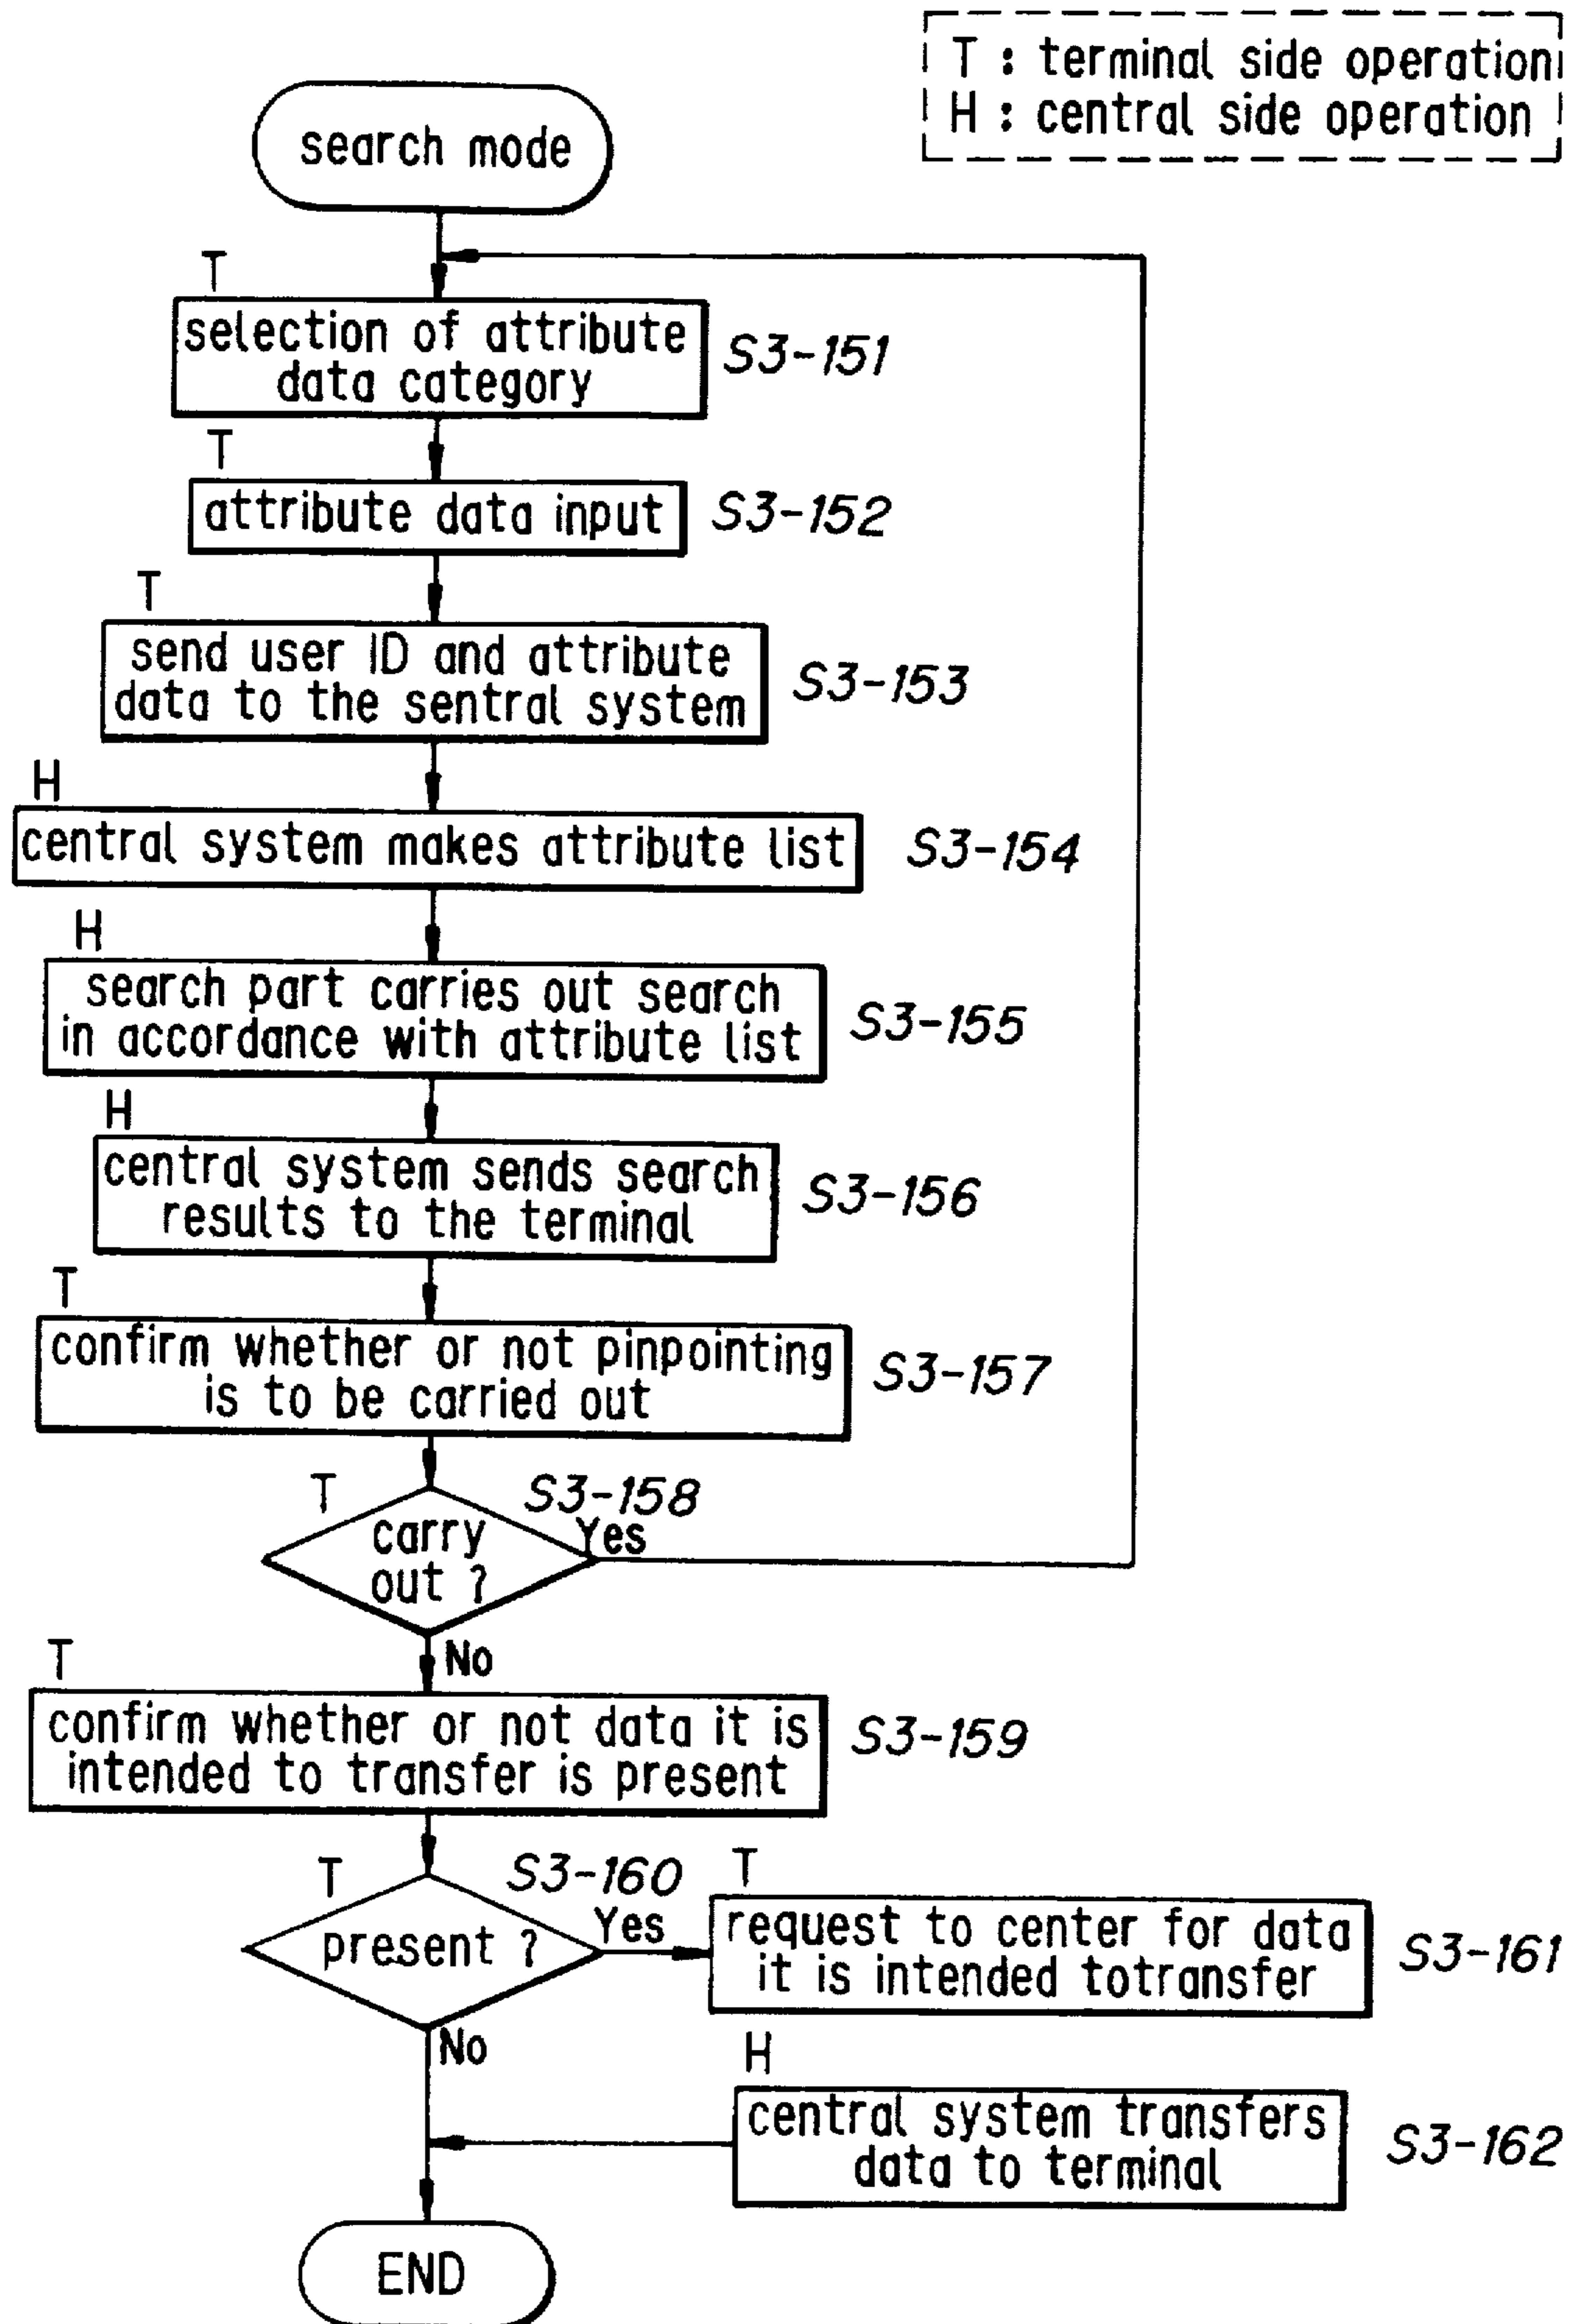 T : terminal side operation
H : central side operation
search mode
T
selection of attribute
data category
S3-151
T
attribute data input
S3-152
T
send user ID and attribute
data to the sentral system
S3-153
H
central system makes attribute list
S3-154
H
search part carries out search
in accordance with attribute list
S3-155
H
central system sends search
results to the terminal
S3-156
T
confirm whether or not pinpointing
is to be carried out
S3-157
T
S3-158
carry
out ?
Yes
No
T
confirm whether or not data it is
intended to transfer is present
S3-159
T
S3-160
present ?
Yes
T
request to center for data
it is intended totransfer
S3-161
No
H
central system transfers
data to terminal
S3-162
END